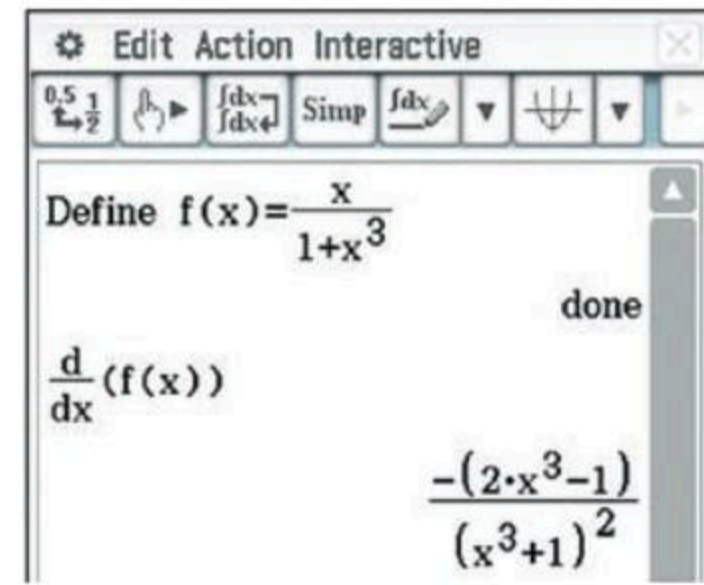 Edit Action Interactive
0.5 1/2 ∫dx ∫dx Simp ∫dx
Define f(x)=x/(1+x^3)
done
d/dx(f(x))
-(2·x^3-1)/(x^3+1)^2